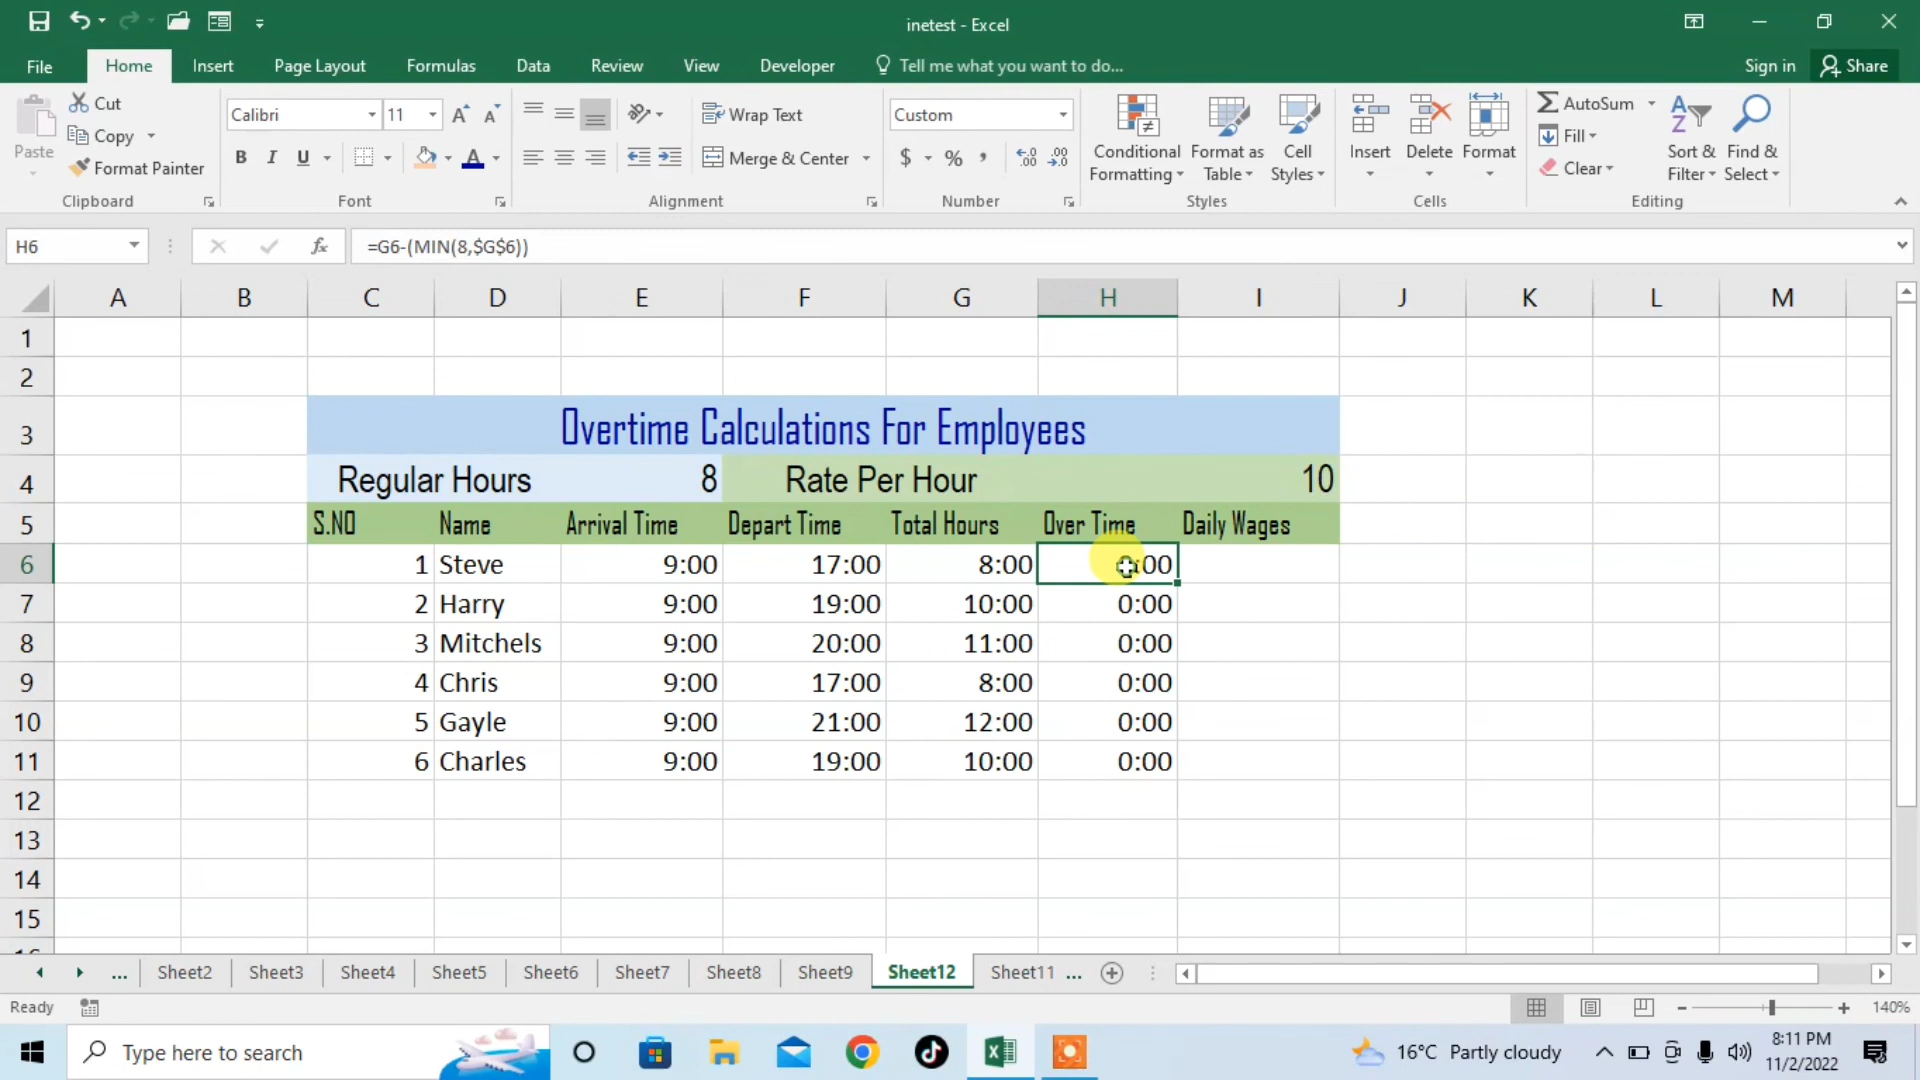 inetest - Excel
File Home Insert Page Layout Formulas Data Review View Developer Tell me what you want to do... Sign in Share
Cut
Copy
Format Painter
Paste
Clipboard
Calibri 11
B I U A
Font
Wrap Text
Merge & Center
Alignment
Custom
$ % , .00 .00
Number
Conditional Formatting
Format as Table
Cell Styles
Styles
Insert Delete Format
Cells
AutoSum
Fill
Clear
Sort & Filter
Find & Select
Editing
H6 fx =G6-(MIN(8,$G$6))
A B C D E F G H I J K L M
1
2
3 Overtime Calculations For Employees
4 Regular Hours 8 Rate Per Hour 10
5 S.NO Name Arrival Time Depart Time Total Hours Over Time Daily Wages
6 1 Steve 9:00 17:00 8:00 0:00
7 2 Harry 9:00 19:00 10:00 0:00
8 3 Mitchels 9:00 20:00 11:00 0:00
9 4 Chris 9:00 17:00 8:00 0:00
10 5 Gayle 9:00 21:00 12:00 0:00
11 6 Charles 9:00 19:00 10:00 0:00
12
13
14
15
... Sheet2 Sheet3 Sheet4 Sheet5 Sheet6 Sheet7 Sheet8 Sheet9 Sheet12 Sheet11 ...
Ready 140%
Type here to search 16°C Partly cloudy 8:11 PM
11/2/2022